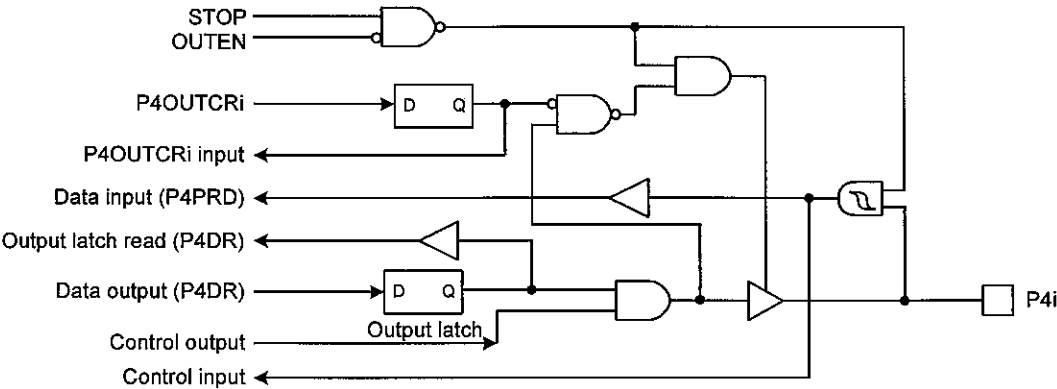 STOP
OUTEN
P4OUTCRi
D Q
P4OUTCRi input
Data input (P4PRD)
Output latch read (P4DR)
Data output (P4DR)
D Q
Output latch
P4i
Control output
Control input